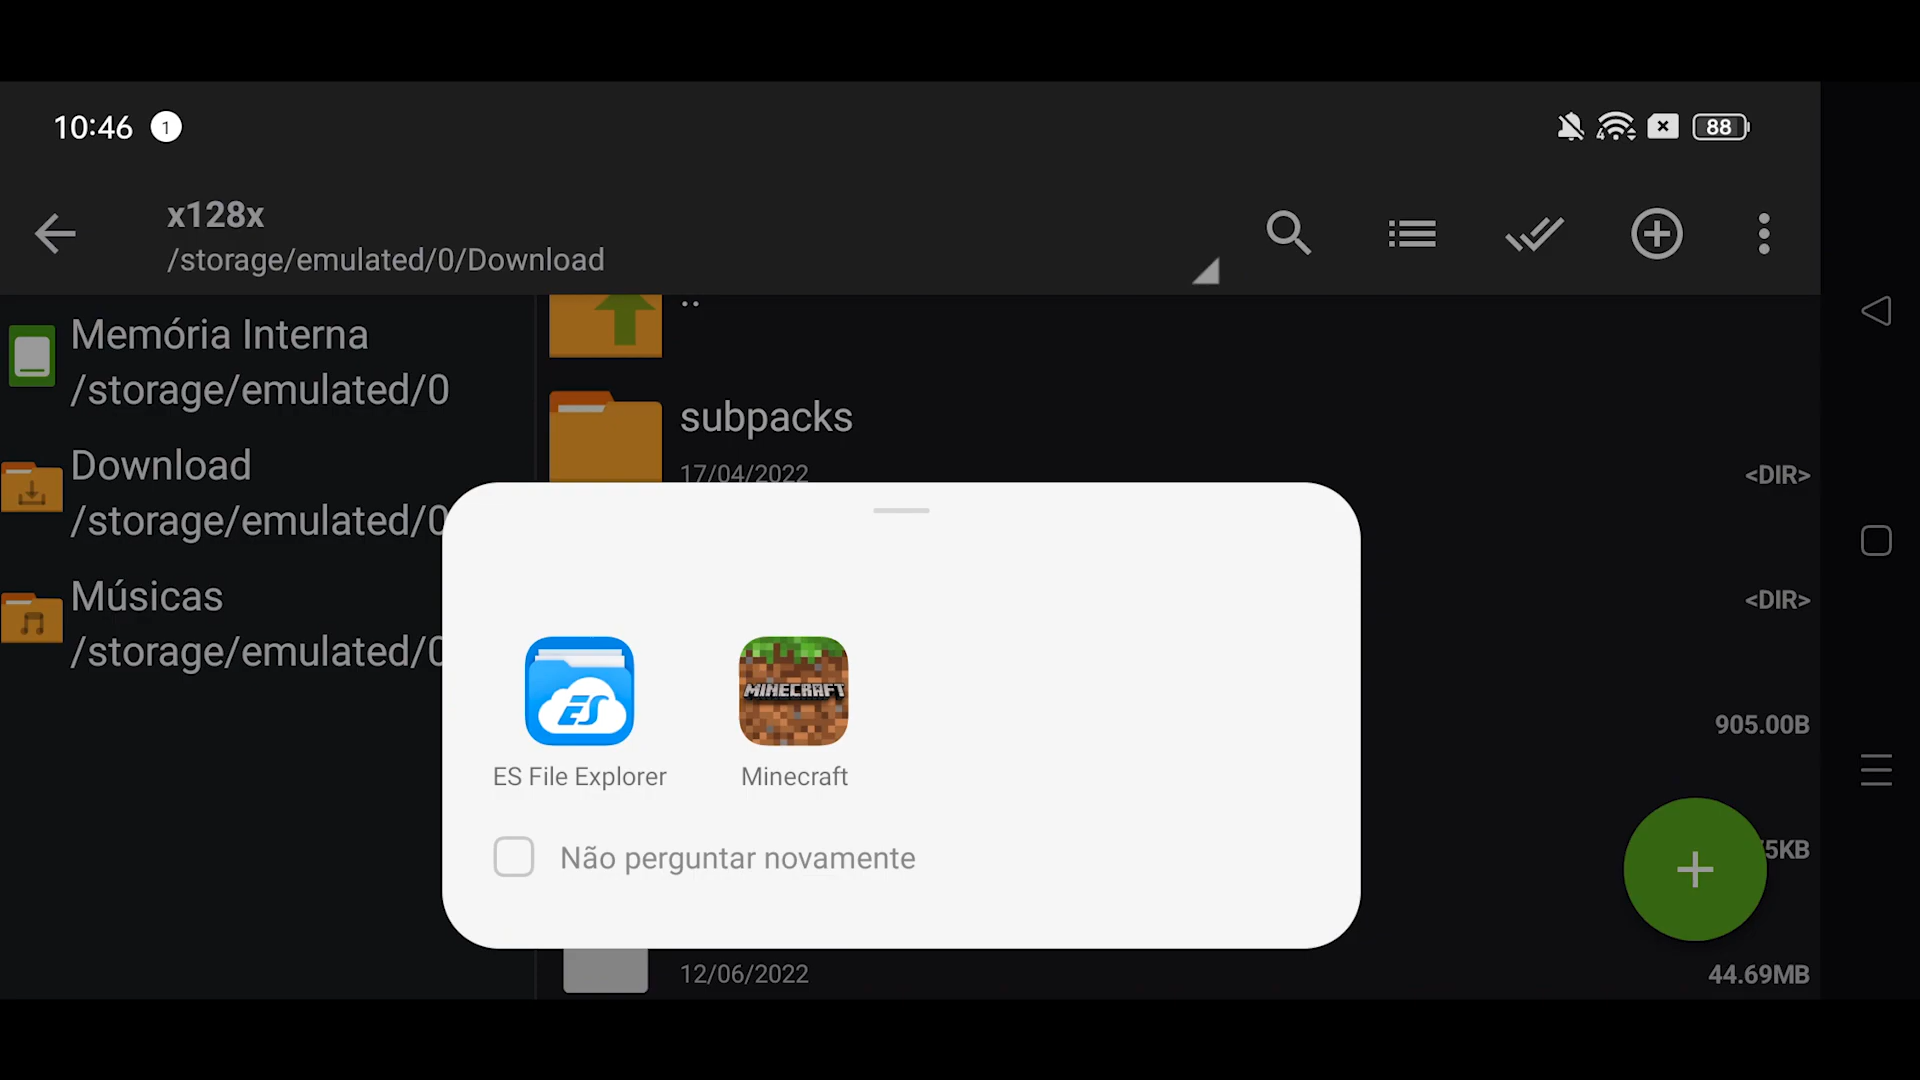 10:46 1
4 88
x128x
/storage/emulated/0/Download
Memória Interna
/storage/emulated/0
Download
/storage/emulated/0
Músicas
/storage/emulated/0
..
subpacks
17/04/2022
<DIR>
<DIR>
905.00B
5KB
ES
MINECRAFT
ES File Explorer
Minecraft
Não perguntar novamente
12/06/2022
44.69MB